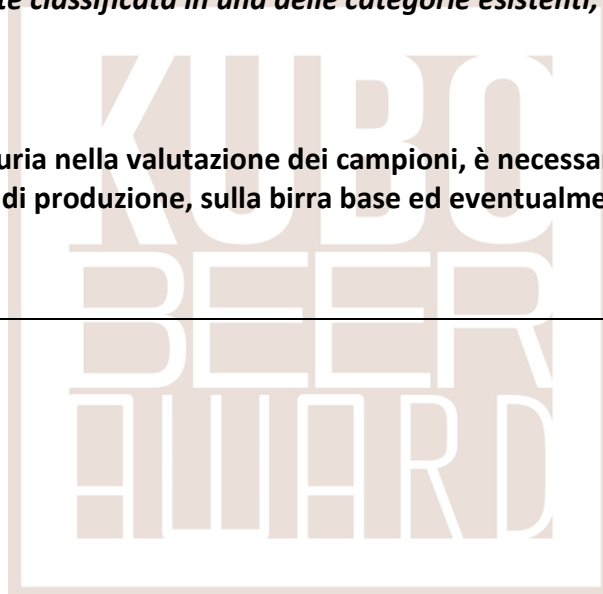 te classificata in una delle categorie esistenti,
KUBO
uria nella valutazione dei campioni, è necessar
di produzione, sulla birra base ed eventualme
BEER
AWARD